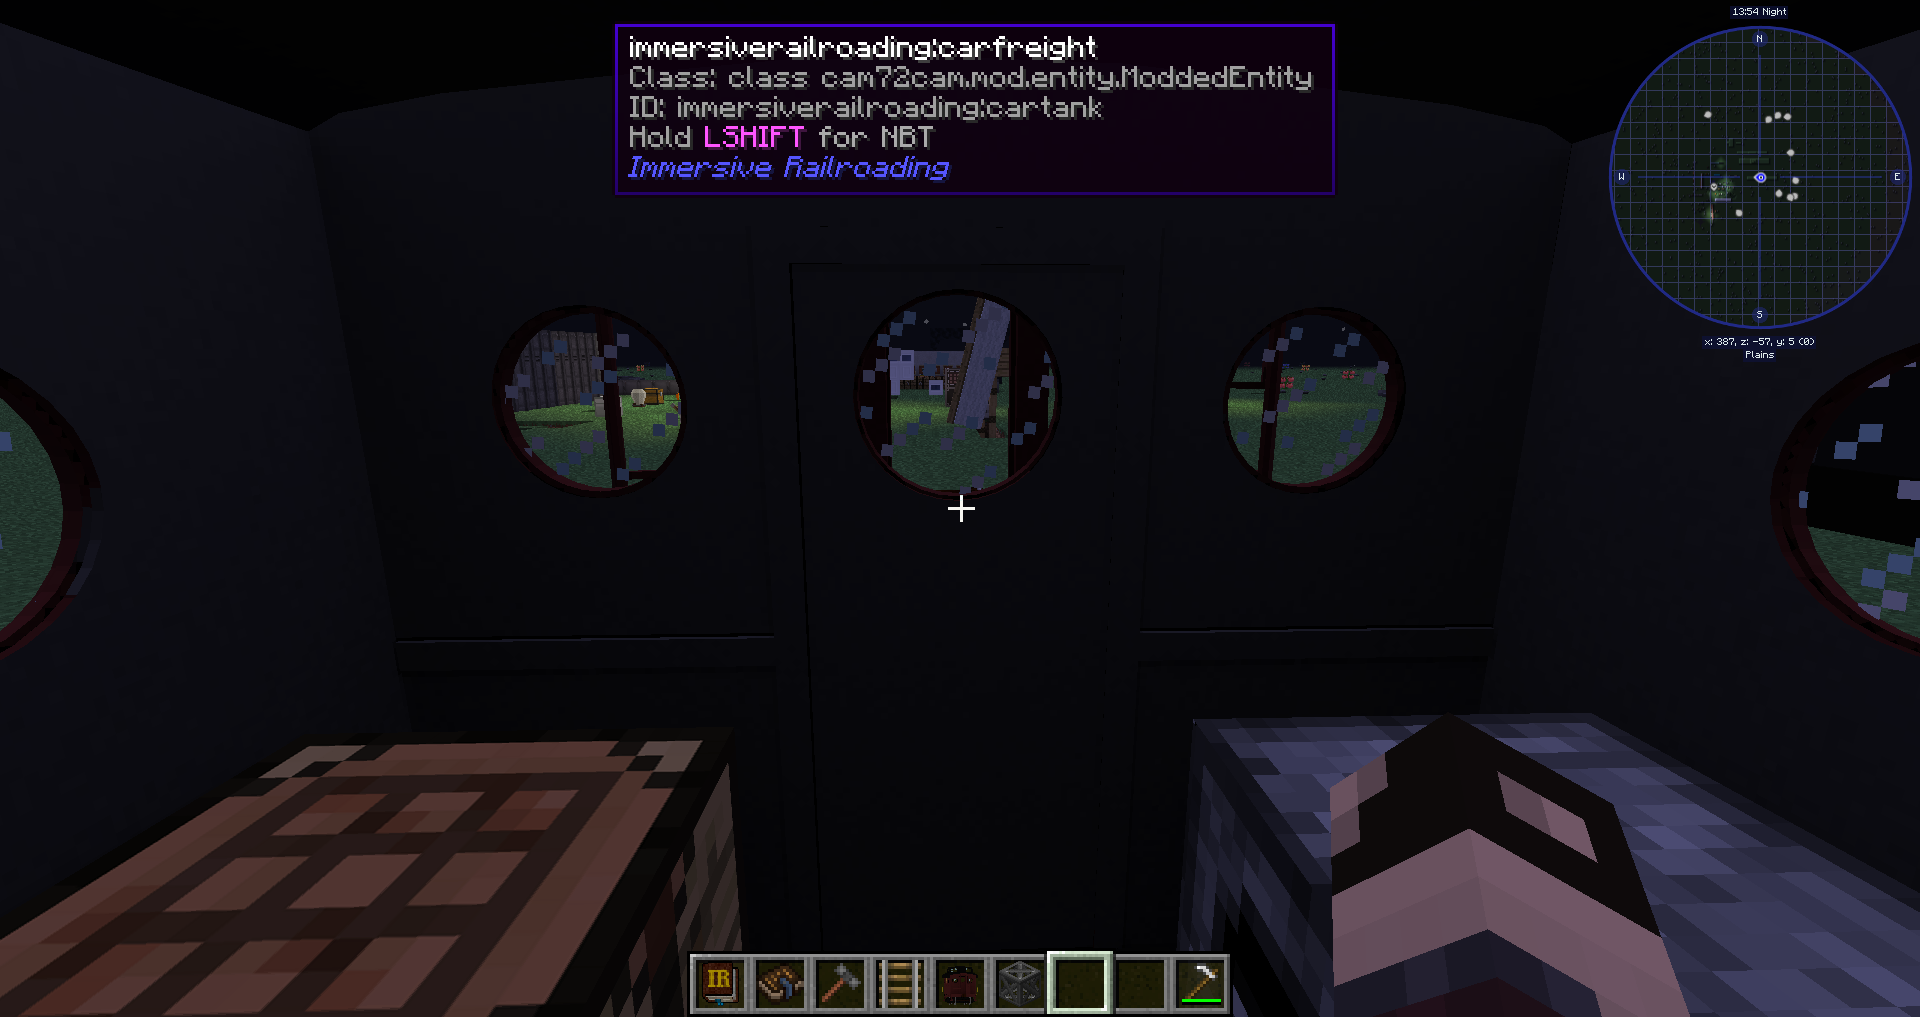 13:54 Night
immersiverailroading:carfreight
Class: class cam72cam.mod.entity.ModdedEntity
ID: immersiverailroading:cartank
Hold LSHIFT for NBT
Immersive Railroading
N
W
E
S
x: 387, z: -57, y: 5 (0)
Plains
IR